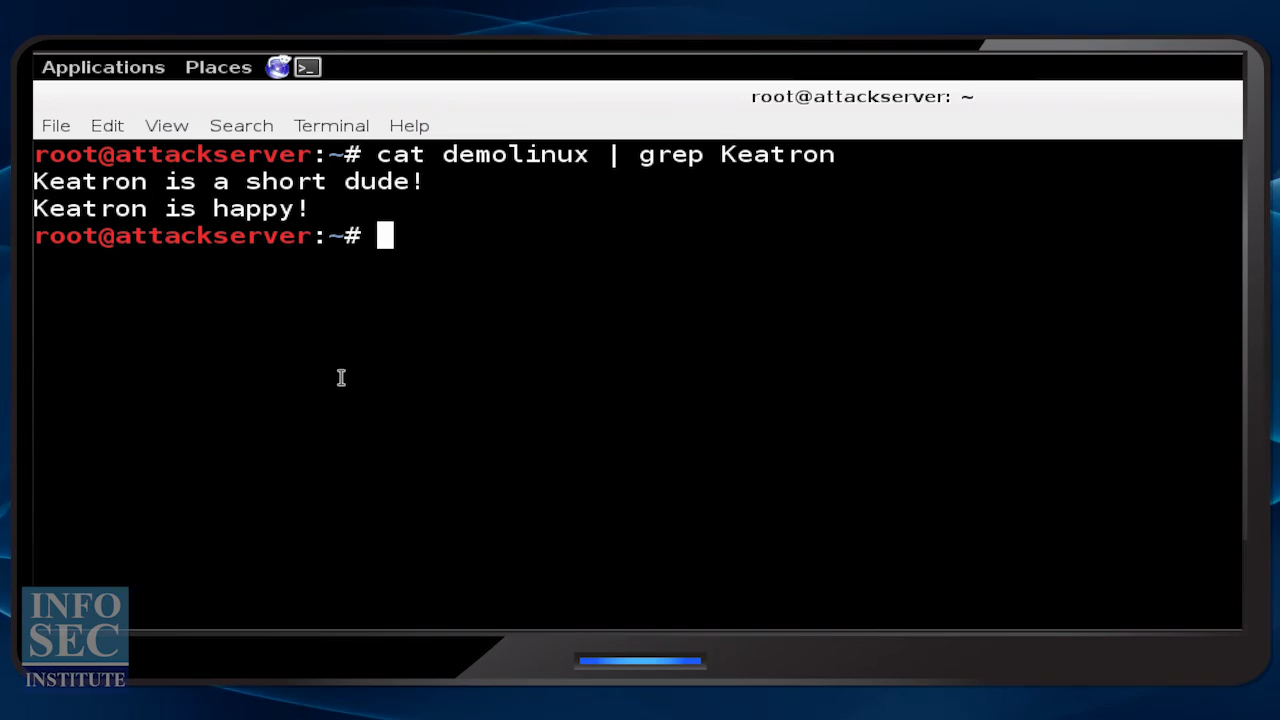 Applications Places
root@attackserver: ~
File Edit View Search Terminal Help
root@attackserver:~# cat demolinux | grep Keatron
Keatron is a short dude!
Keatron is happy!
root@attackserver:~#
INFO
SEC
INSTITUTE